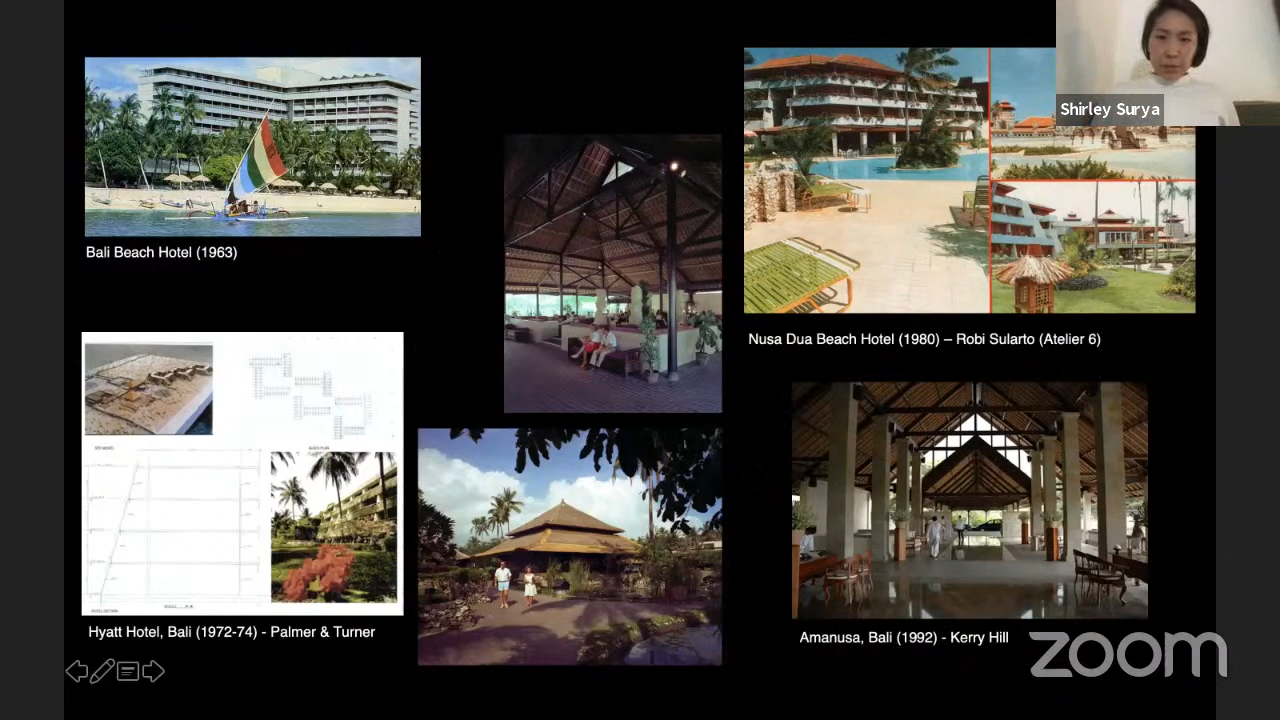 Shirley Surya
Bali Beach Hotel (1963)
Nusa Dua Beach Hotel (1980) – Robi Sularto (Atelier 6)
Hyatt Hotel, Bali (1972-74) - Palmer & Turner
Amanusa, Bali (1992) - Kerry Hill
zoom